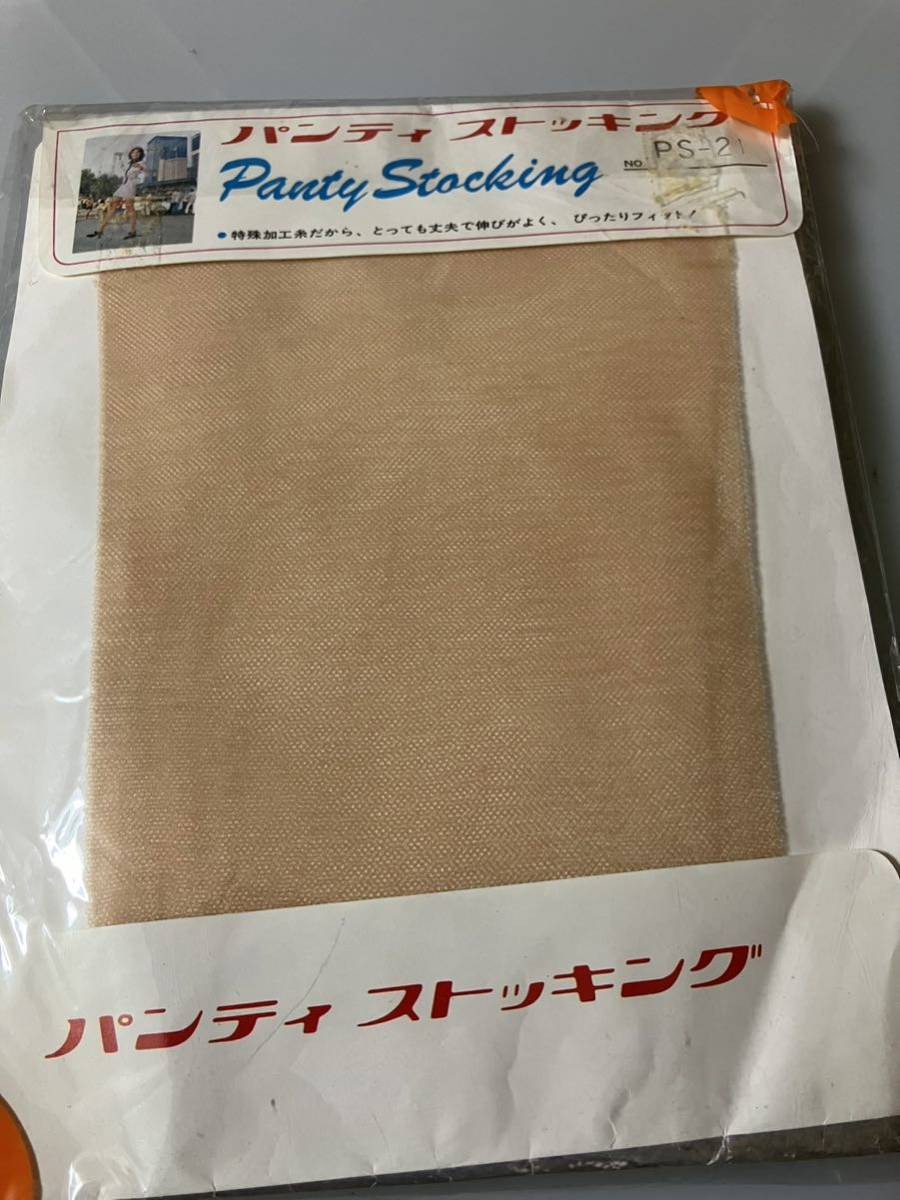 パンティ ストッキング
Panty Stocking
NO. PS-21
●特殊加工糸だから、とっても丈夫で伸びがよく、ぴったりフィット！
パンティ ストッキング